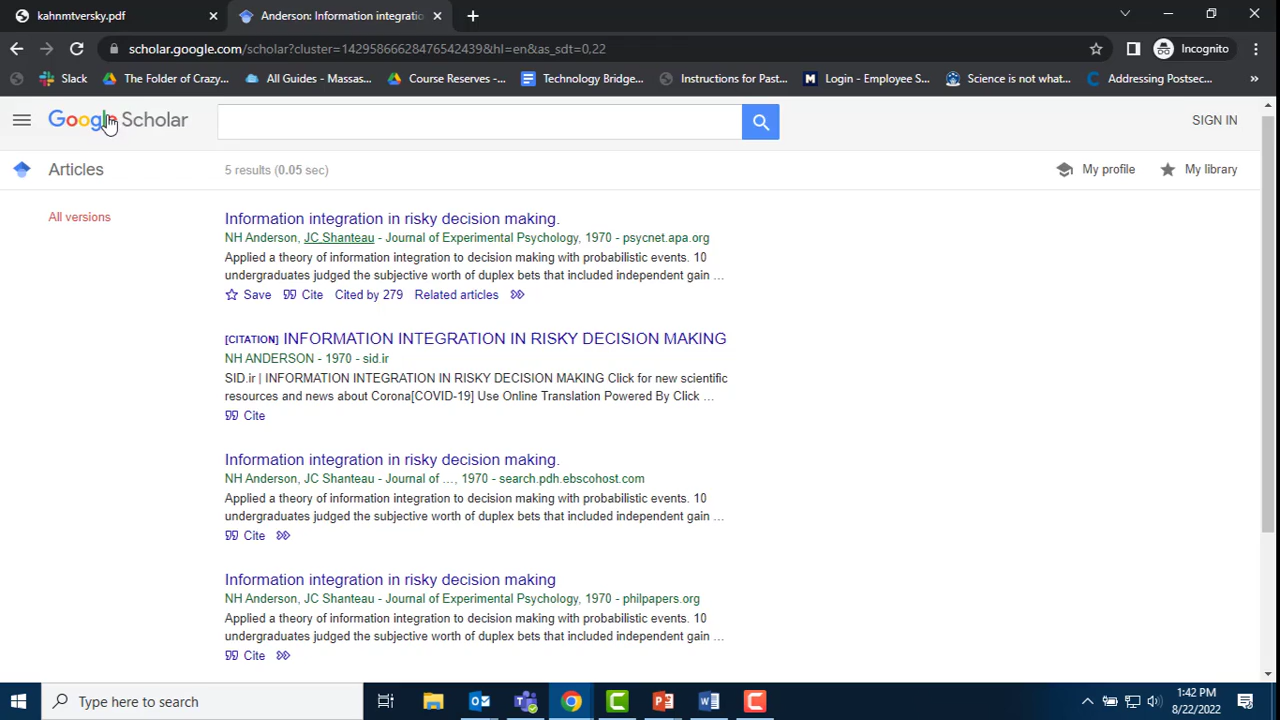 kahnmtversky.pdf
Anderson: Information integratio
scholar.google.com/scholar?cluster=14295866628476542439&hl=en&as_sdt=0,22
Incognito
Slack
The Folder of Crazy...
All Guides - Massas...
Course Reserves -...
Technology Bridge...
Instructions for Past...
Login - Employee S...
Science is not what...
Addressing Postsec...
Google Scholar
SIGN IN
Articles
5 results (0.05 sec)
My profile
My library
All versions
Information integration in risky decision making.
NH Anderson, JC Shanteau - Journal of Experimental Psychology, 1970 - psycnet.apa.org
Applied a theory of information integration to decision making with probabilistic events. 10
undergraduates judged the subjective worth of duplex bets that included independent gain ...
Save Cite Cited by 279 Related articles
[CITATION] INFORMATION INTEGRATION IN RISKY DECISION MAKING
NH ANDERSON - 1970 - sid.ir
SID.ir | INFORMATION INTEGRATION IN RISKY DECISION MAKING Click for new scientific
resources and news about Corona[COVID-19] Use Online Translation Powered By Click ...
Cite
Information integration in risky decision making.
NH Anderson, JC Shanteau - Journal of ..., 1970 - search.pdh.ebscohost.com
Applied a theory of information integration to decision making with probabilistic events. 10
undergraduates judged the subjective worth of duplex bets that included independent gain ...
Cite
Information integration in risky decision making
NH Anderson, JC Shanteau - Journal of Experimental Psychology, 1970 - philpapers.org
Applied a theory of information integration to decision making with probabilistic events. 10
undergraduates judged the subjective worth of duplex bets that included independent gain ...
Cite
Type here to search
1:42 PM
8/22/2022